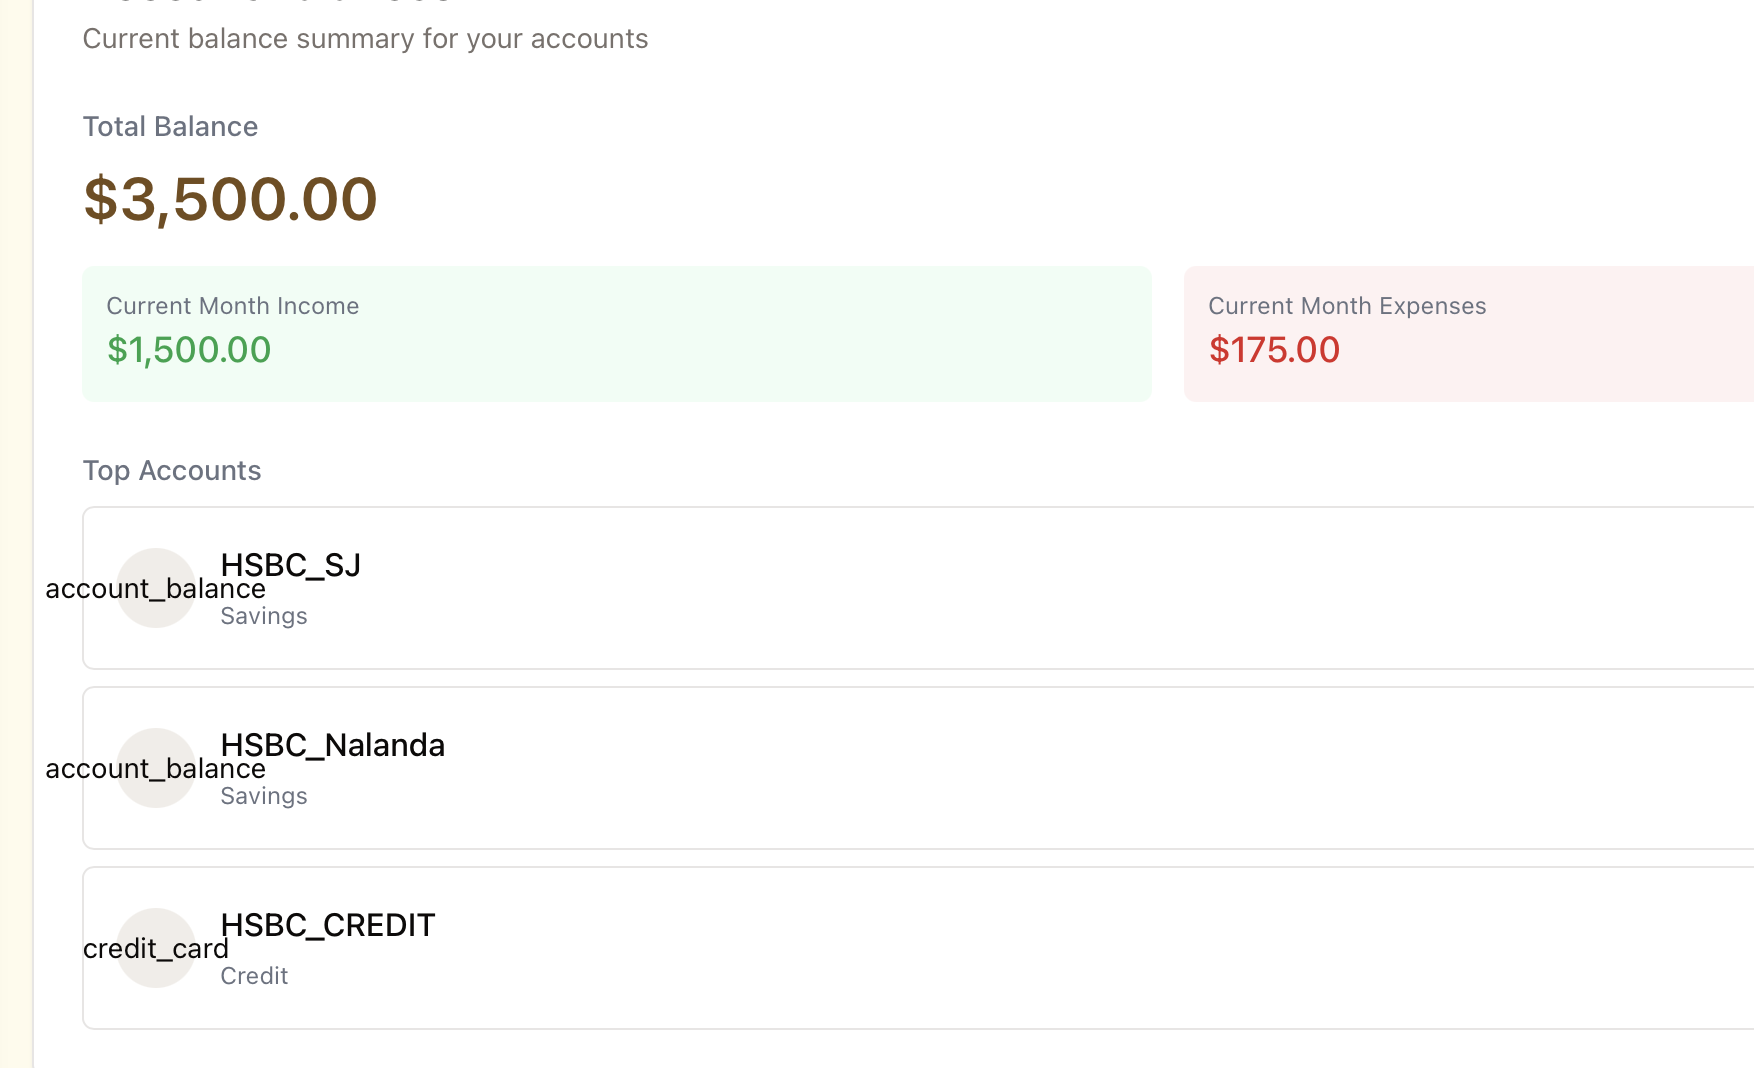 Current balance summary for your accounts
Total Balance
$3,500.00
Current Month Income
$1,500.00
Current Month Expenses
$175.00
Top Accounts
HSBC_SJ
account_balance
Savings
HSBC_Nalanda
account_balance
Savings
HSBC_CREDIT
credit_card
Credit